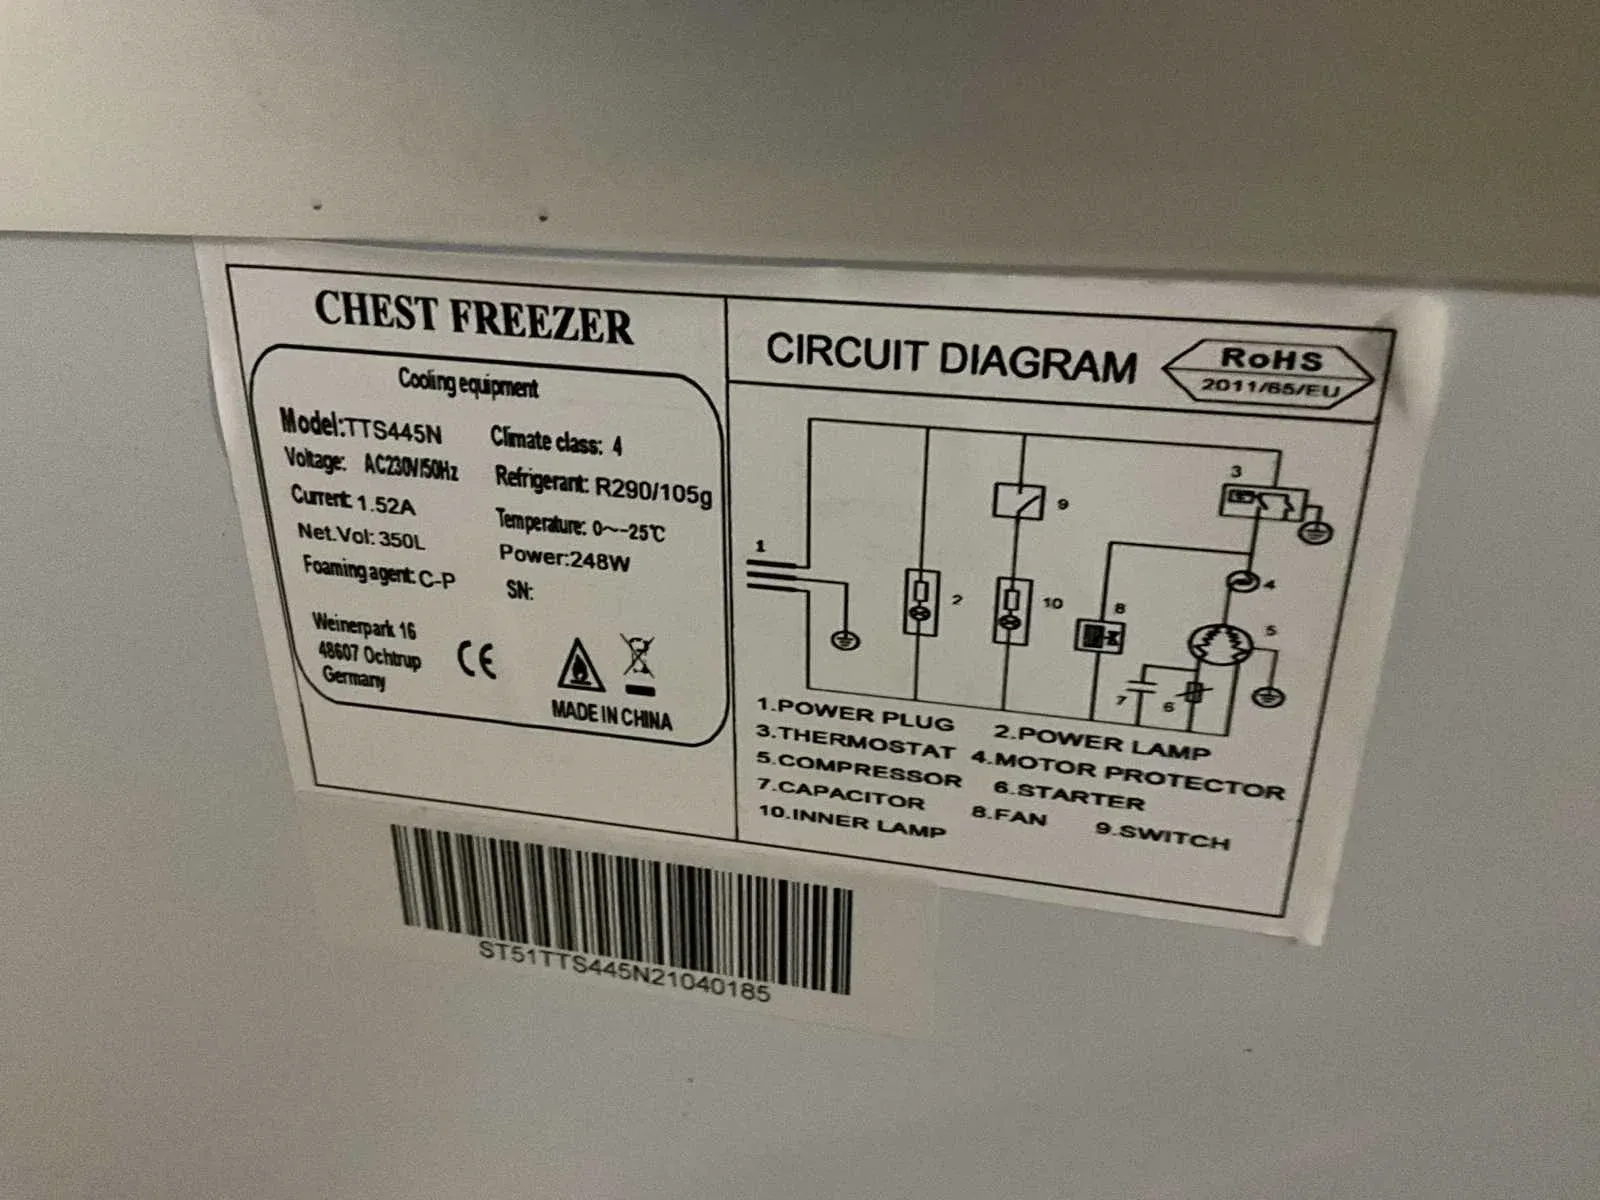 CHEST FREEZER
Cooling equipment
Model:TTS445N
Climate class: 4
Voltage: AC230V/50Hz
Refrigerant: R290/105g
Current: 1.52A
Temperature: 0~-25℃
Net.Vol: 350L
Power:248W
Foaming agent: C-P
SN:
Weinerpark 16
48607 Ochtrup
Germany
CE
MADE IN CHINA
CIRCUIT DIAGRAM
RoHS
2011/65/EU
1
2
3
4
5
6
7
8
9
10
1.POWER PLUG 2.POWER LAMP
3.THERMOSTAT 4.MOTOR PROTECTOR
5.COMPRESSOR 6.STARTER
7.CAPACITOR 8.FAN 9.SWITCH
10.INNER LAMP
ST51TTS445N21040185